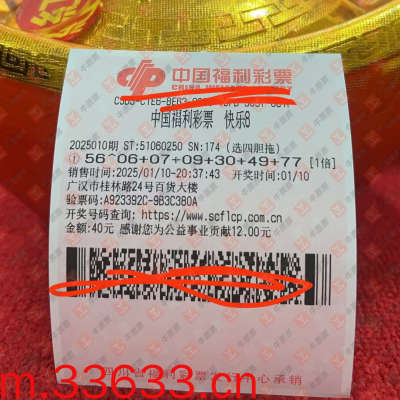 中国福利彩票
中国福利彩票 快乐8
2025010期 ST:51060250 SN:174 (选四胆拖)
① 56^06+07+09+30+49+77 [1倍]
销售时间:2025/01/10-20:37:43 开奖时间:01/10
广汉市桂林路24号百货大楼
验票码:A923392C-9B3C3B0A
开奖号码查询: https://www.scflcp.com.cn
金额:40元 感谢您为公益事业贡献12.00元
m.33633.cn